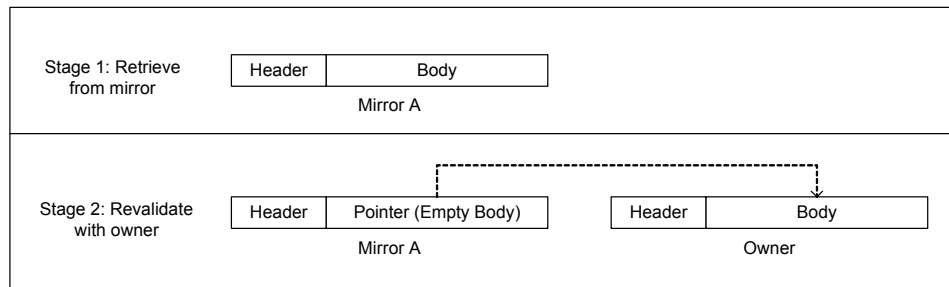 Stage 1: Retrieve
from mirror
Header
Body
Mirror A
Stage 2: Revalidate
with owner
Header
Pointer (Empty Body)
Mirror A
Header
Body
Owner